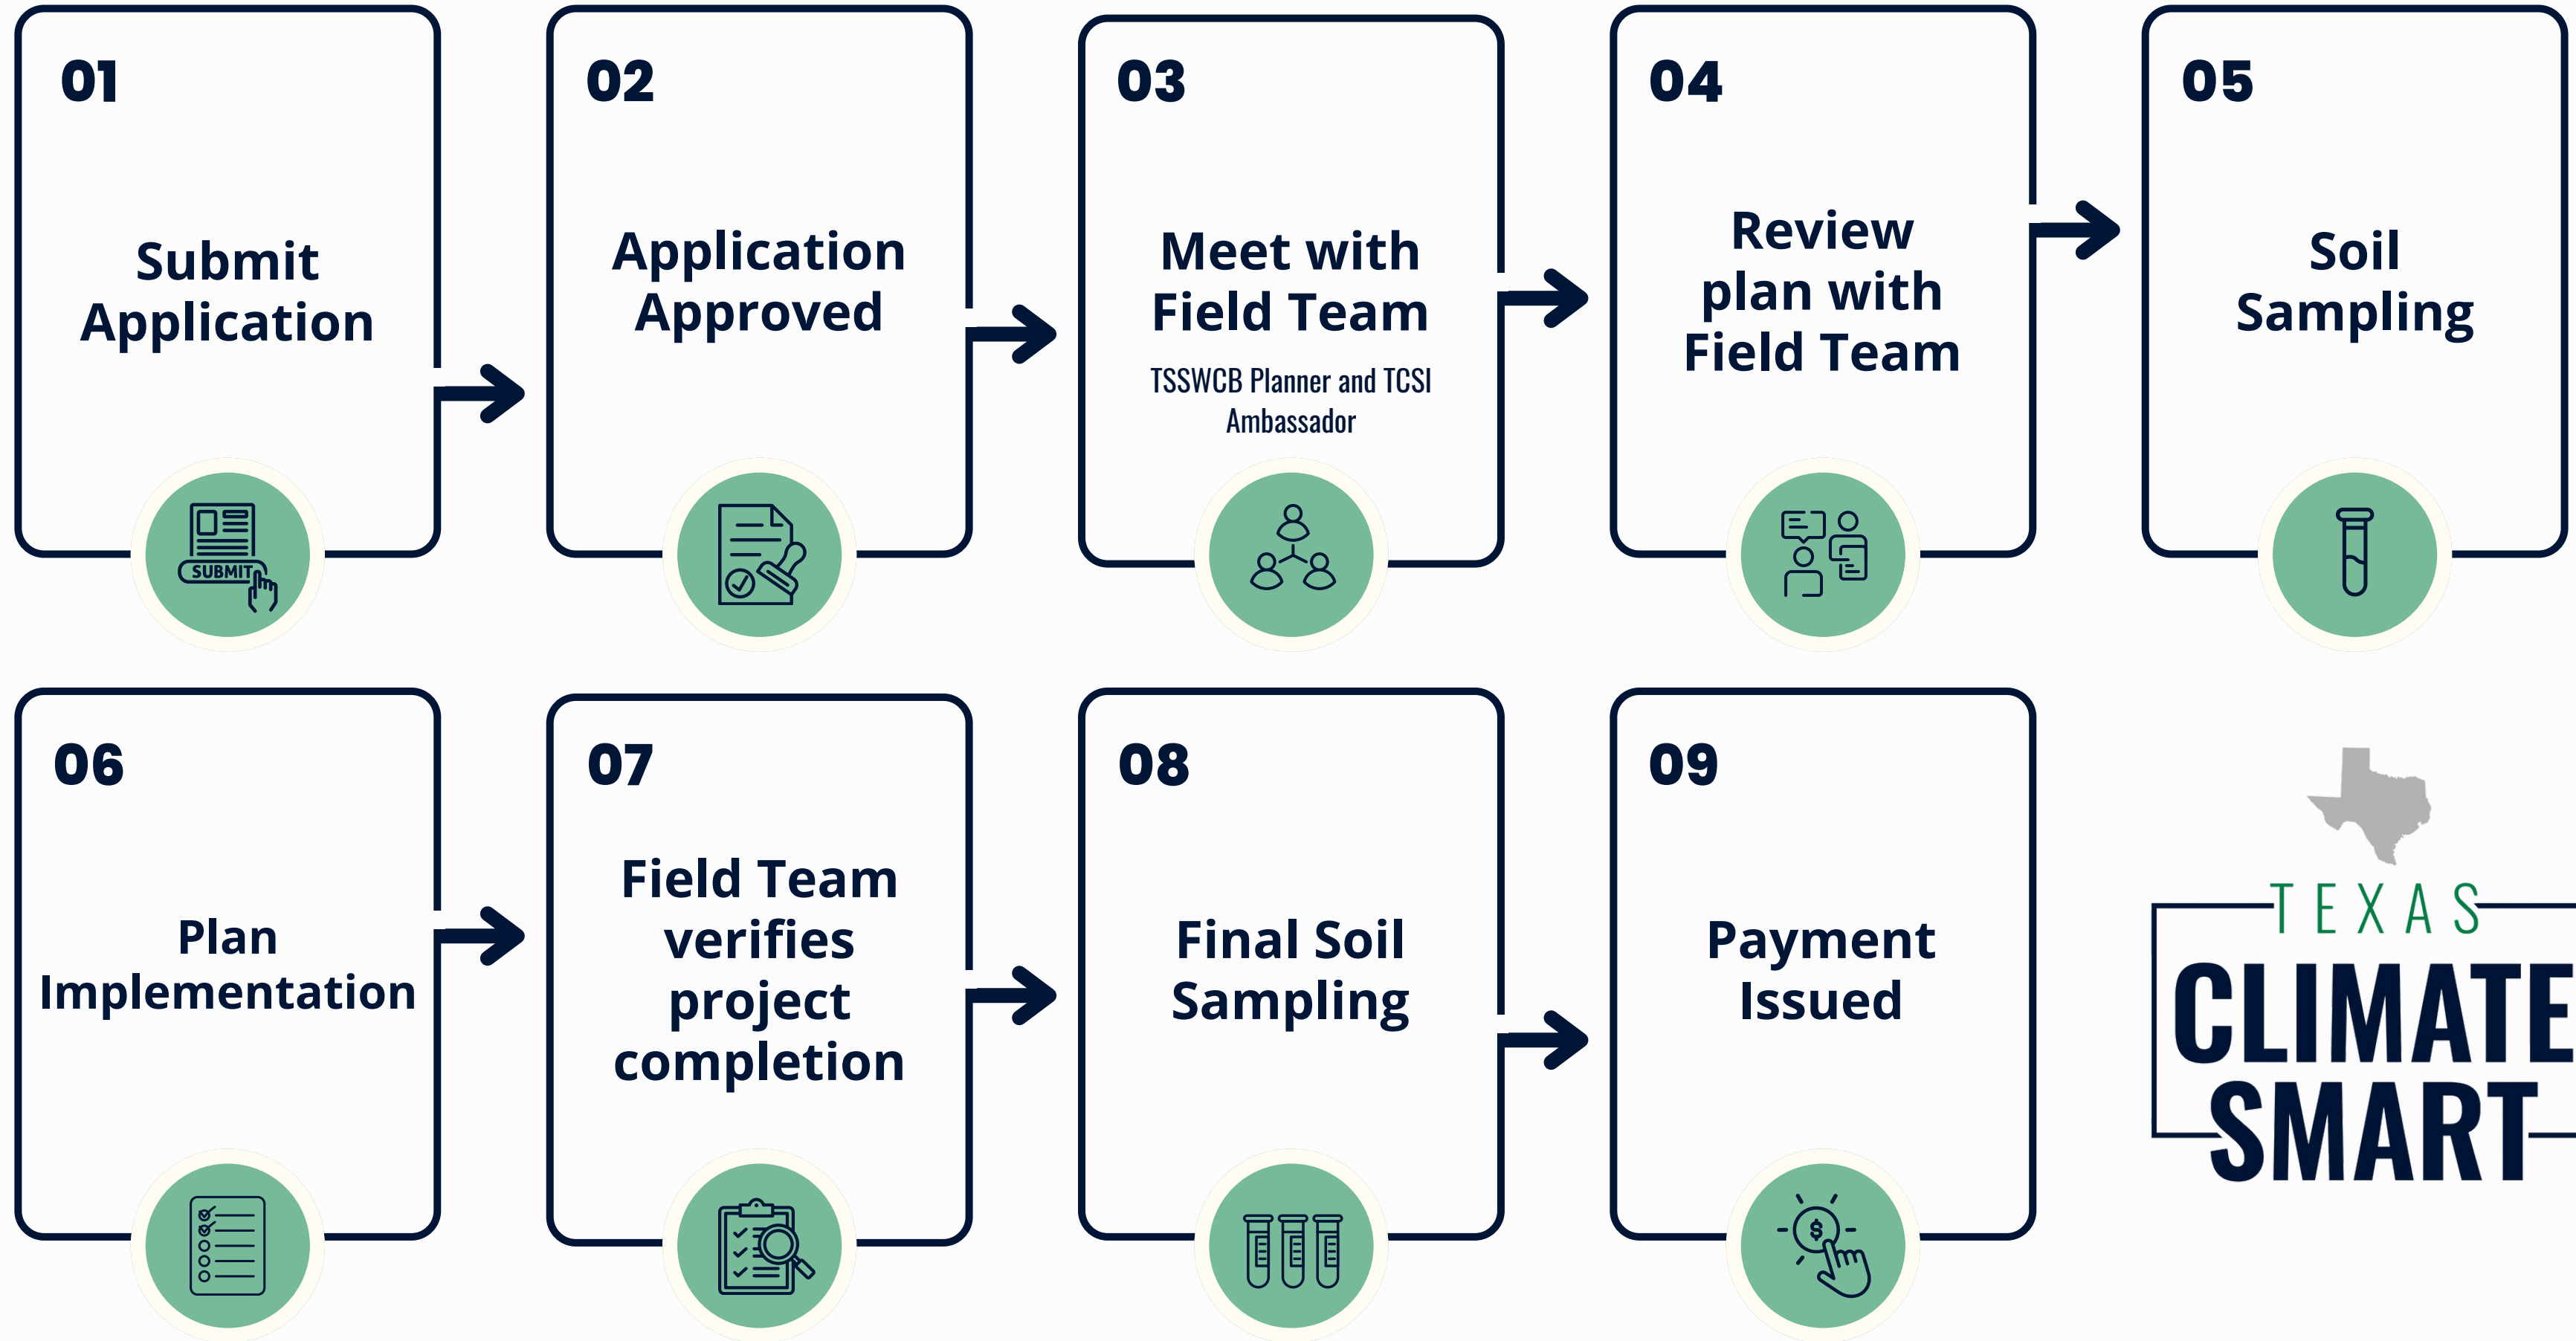 01
Submit
Application
SUBMIT
02
Application
Approved
03
Meet with
Field Team
TSSWCB Planner and TCSI
Ambassador
04
Review
plan with
Field Team
05
Soil
Sampling
06
Plan
Implementation
07
Field Team
verifies
project
completion
08
Final Soil
Sampling
09
Payment
Issued
$
TEXAS
CLIMATE
SMART